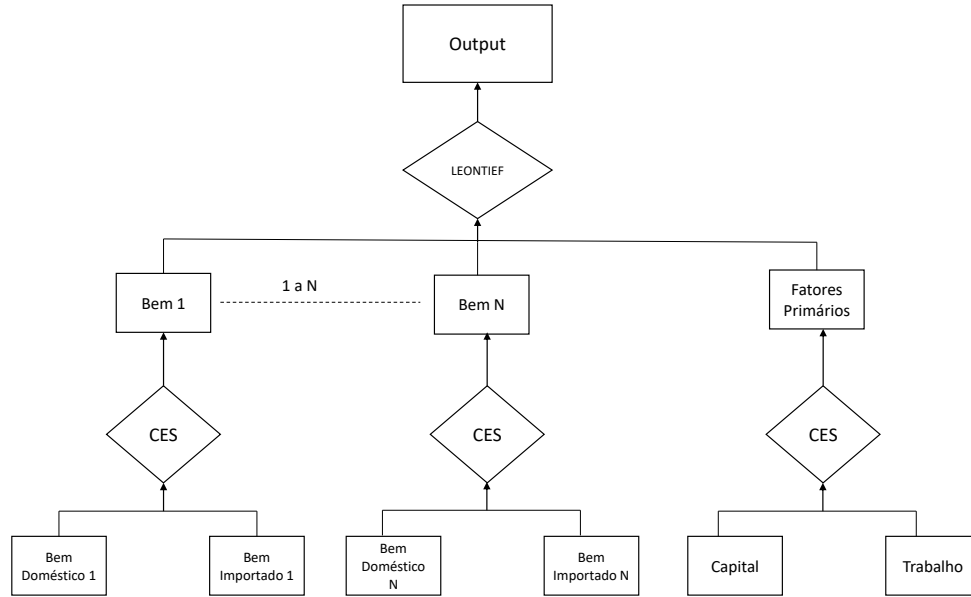 Output
LEONTIEF
1 a N
Bem 1
Bem N
Fatores
Primários
CES
CES
CES
Bem
Doméstico 1
Bem
Importado 1
Bem
Doméstico
N
Bem
Importado N
Capital
Trabalho